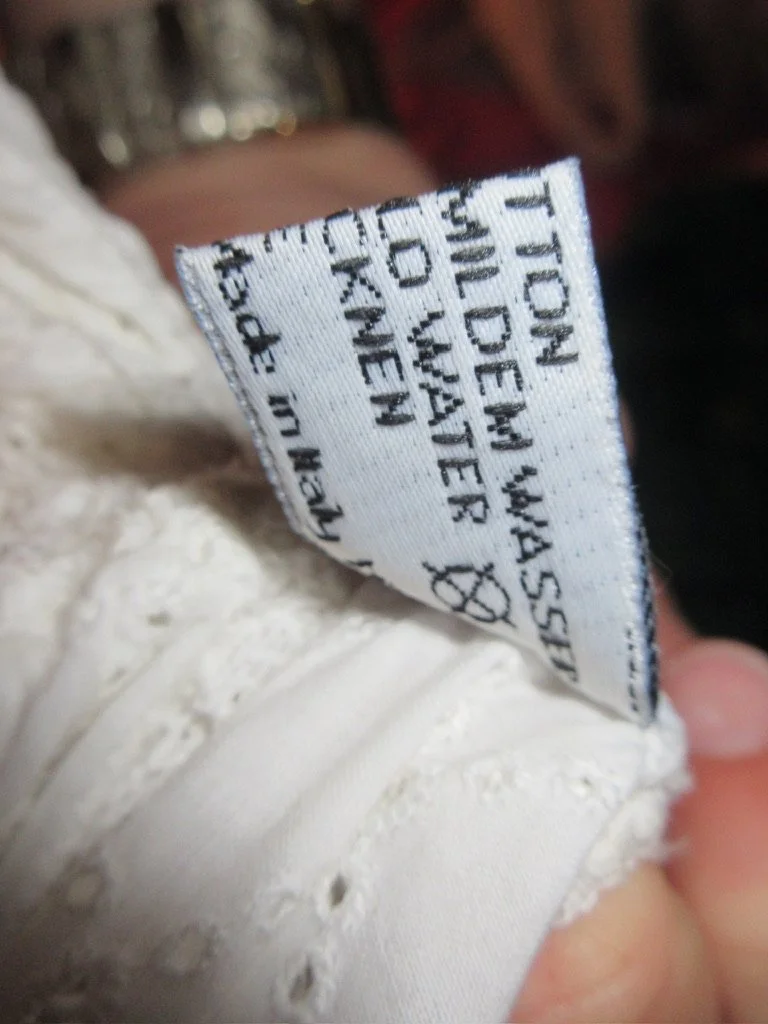 TTON
MILDEM WASSER
LD WATER
CKNEN
Made in Italy